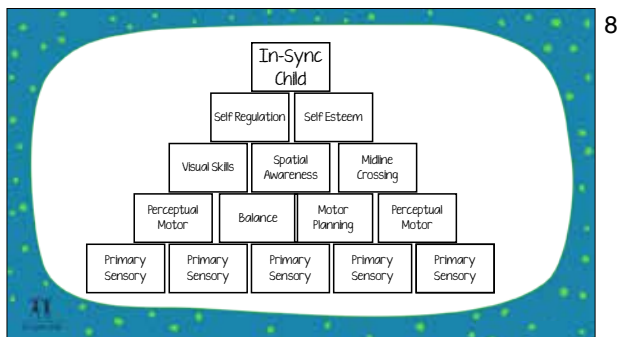 8
In-Sync
Child
Self Regulation
Self Esteem
Visual Skills
Spatial
Awareness
Midline
Crossing
Perceptual
Motor
Balance
Motor
Planning
Perceptual
Motor
Primary
Sensory
Primary
Sensory
Primary
Sensory
Primary
Sensory
Primary
Sensory